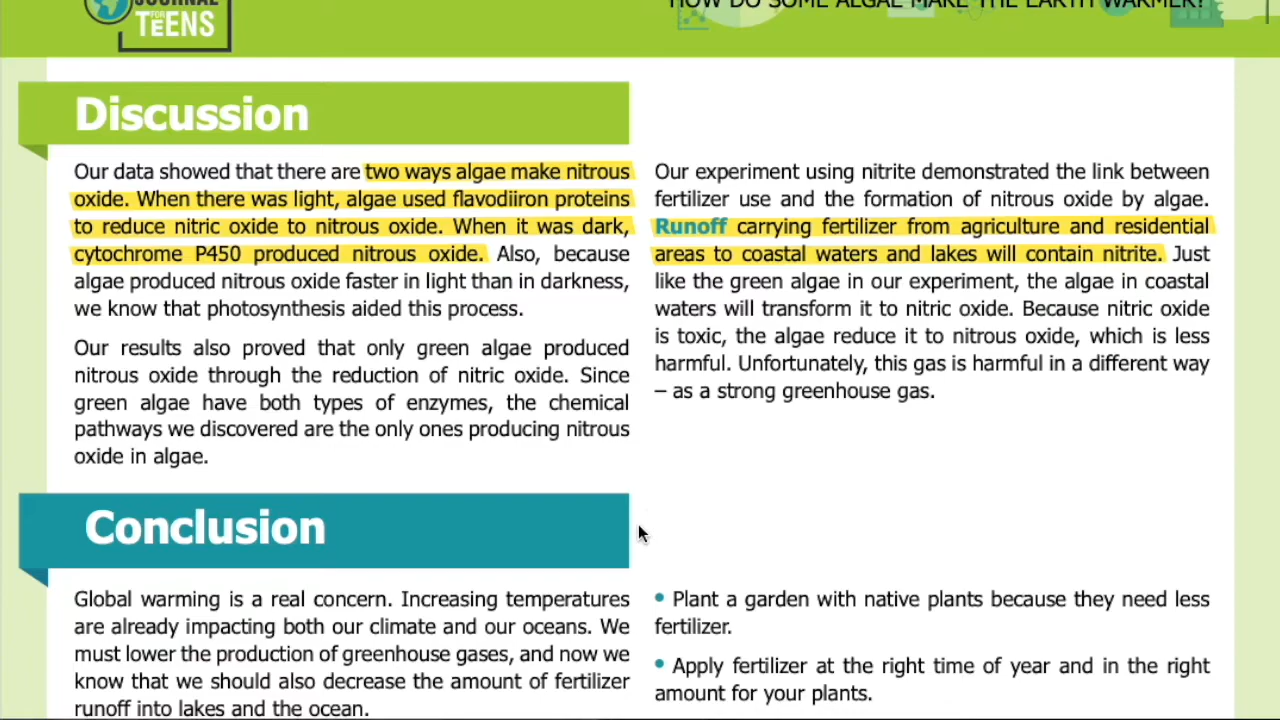 JOURNAL
FOR
TEENS
HOW DO SOME ALGAE MAKE THE EARTH WARMER?
Discussion
Our data showed that there are two ways algae make nitrous
oxide. When there was light, algae used flavodiiron proteins
to reduce nitric oxide to nitrous oxide. When it was dark,
cytochrome P450 produced nitrous oxide. Also, because
algae produced nitrous oxide faster in light than in darkness,
we know that photosynthesis aided this process.
Our results also proved that only green algae produced
nitrous oxide through the reduction of nitric oxide. Since
green algae have both types of enzymes, the chemical
pathways we discovered are the only ones producing nitrous
oxide in algae.
Our experiment using nitrite demonstrated the link between
fertilizer use and the formation of nitrous oxide by algae.
Runoff carrying fertilizer from agriculture and residential
areas to coastal waters and lakes will contain nitrite. Just
like the green algae in our experiment, the algae in coastal
waters will transform it to nitric oxide. Because nitric oxide
is toxic, the algae reduce it to nitrous oxide, which is less
harmful. Unfortunately, this gas is harmful in a different way
– as a strong greenhouse gas.
Conclusion
Global warming is a real concern. Increasing temperatures
are already impacting both our climate and our oceans. We
must lower the production of greenhouse gases, and now we
know that we should also decrease the amount of fertilizer
runoff into lakes and the ocean.
• Plant a garden with native plants because they need less
fertilizer.
• Apply fertilizer at the right time of year and in the right
amount for your plants.